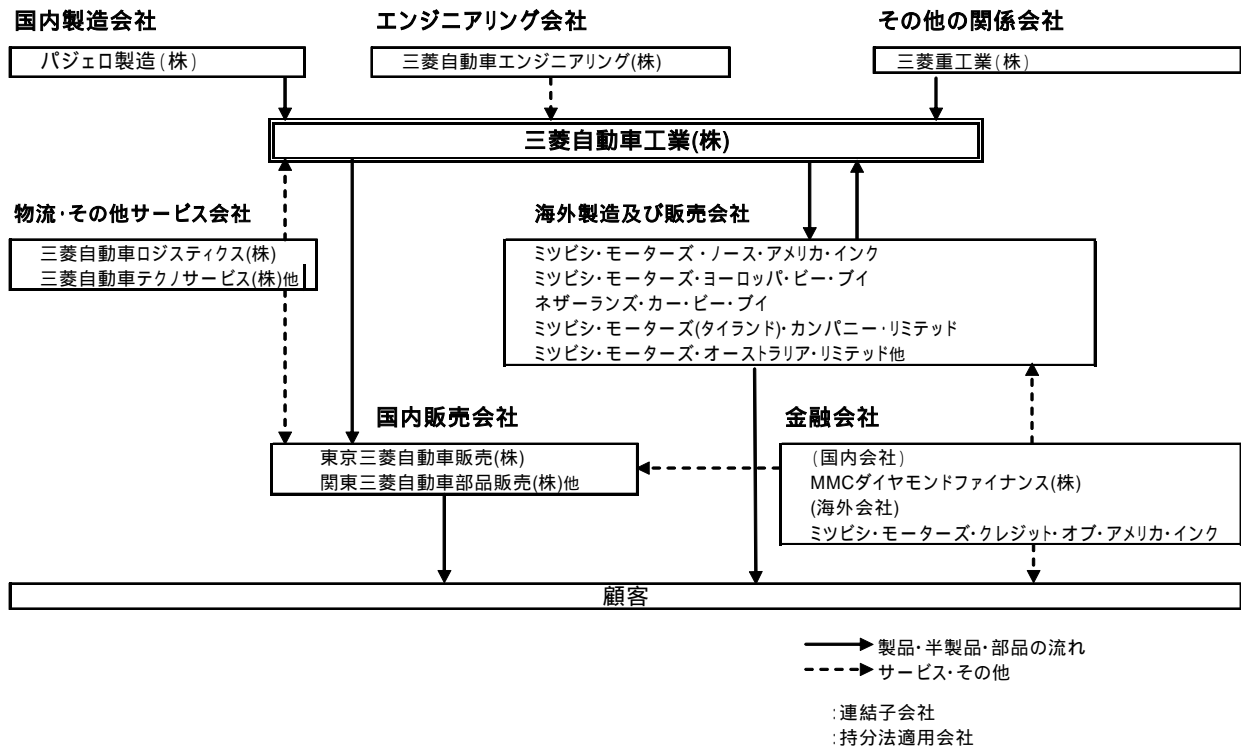 国内製造会社
エンジニアリング会社
その他の関係会社
パジェロ製造(株)
三菱自動車エンジニアリング(株)
三菱重工業(株)
三菱自動車工業(株)
物流・その他サービス会社
海外製造及び販売会社
三菱自動車ロジスティクス(株)
三菱自動車テクノサービス(株)他
ミツビシ・モーターズ・ノース・アメリカ・インク
ミツビシ・モーターズ・ヨーロッパ・ビー・ブイ
ネザーランズ・カー・ビー・ブイ
ミツビシ・モーターズ(タイランド)・カンパニー・リミテッド
ミツビシ・モーターズ・オーストラリア・リミテッド他
国内販売会社
金融会社
東京三菱自動車販売(株)
関東三菱自動車部品販売(株)他
(国内会社)
MMCダイヤモンドファイナンス(株)
(海外会社)
ミツビシ・モーターズ・クレジット・オブ・アメリカ・インク
顧客
製品・半製品・部品の流れ
サービス・その他
:連結子会社
:持分法適用会社